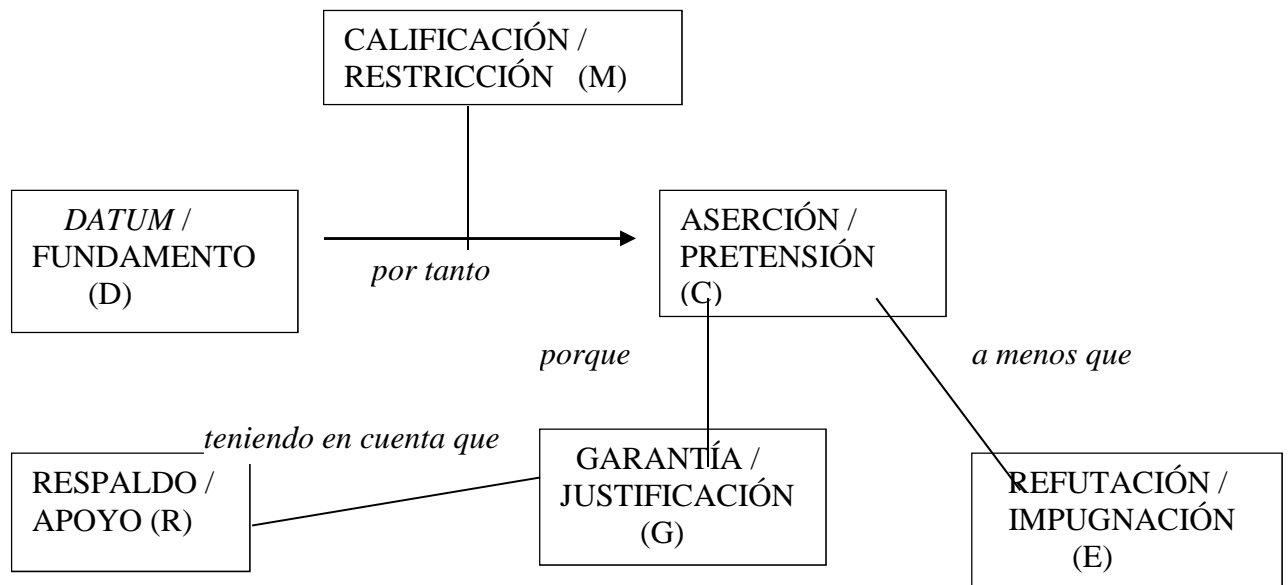 CALIFICACIÓN /
RESTRICCIÓN (M)
DATUM /
FUNDAMENTO
(D)
por tanto
ASERCIÓN /
PRETENSIÓN
(C)
porque
a menos que
teniendo en cuenta que
RESPALDO /
APOYO (R)
GARANTÍA /
JUSTIFICACIÓN
(G)
REFUTACIÓN /
IMPUGNACIÓN
(E)